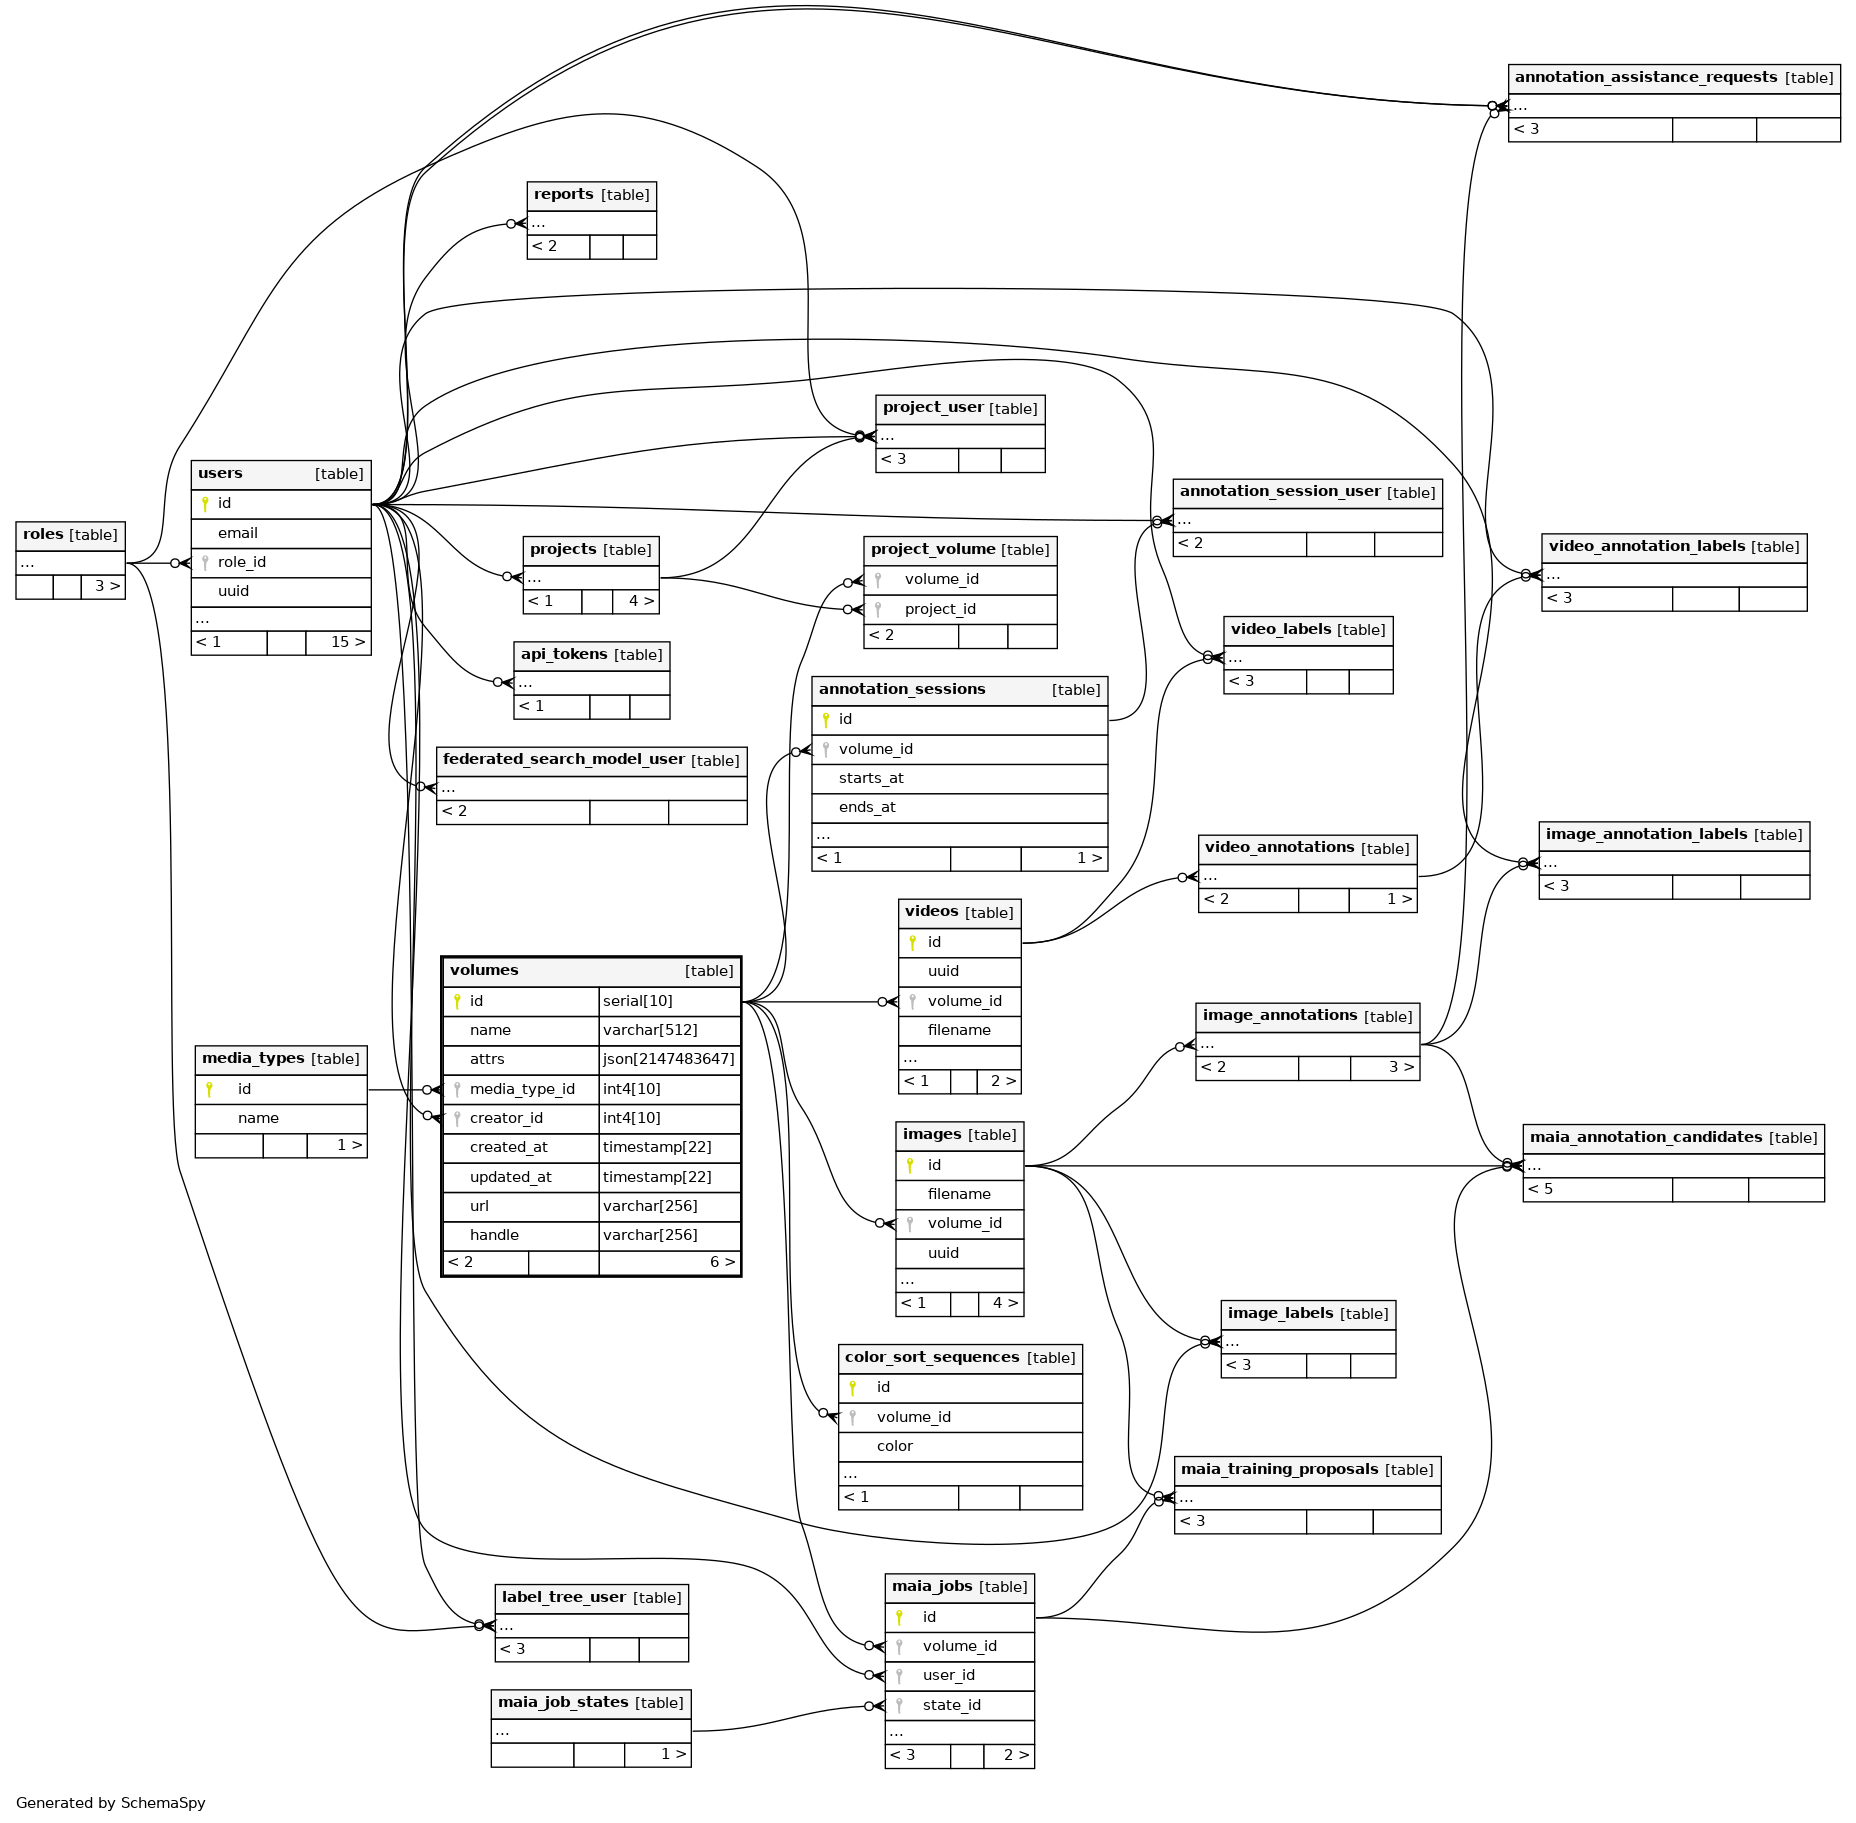 annotation_assistance_requests [table]
...
< 3
reports [table]
...
< 2
project_user [table]
...
< 3
users [table]
id
email
role_id
uuid
...
< 1 15 >
roles [table]
...
3 >
annotation_session_user [table]
...
< 2
projects [table]
...
< 1 4 >
project_volume [table]
volume_id
project_id
< 2
video_annotation_labels [table]
...
< 3
video_labels [table]
...
< 3
api_tokens [table]
...
< 1
annotation_sessions [table]
id
volume_id
starts_at
ends_at
...
< 1 1 >
federated_search_model_user [table]
...
< 2
video_annotations [table]
...
< 2 1 >
image_annotation_labels [table]
...
< 3
videos [table]
id
uuid
volume_id
filename
...
< 1 2 >
volumes [table]
id serial[10]
name varchar[512]
attrs json[2147483647]
media_type_id int4[10]
creator_id int4[10]
created_at timestamp[22]
updated_at timestamp[22]
url varchar[256]
handle varchar[256]
< 2 6 >
media_types [table]
id
name
1 >
image_annotations [table]
...
< 2 3 >
images [table]
id
filename
volume_id
uuid
...
< 1 4 >
maia_annotation_candidates [table]
...
< 5
image_labels [table]
...
< 3
color_sort_sequences [table]
id
volume_id
color
...
< 1
maia_training_proposals [table]
...
< 3
label_tree_user [table]
...
< 3
maia_jobs [table]
id
volume_id
user_id
state_id
...
< 3 2 >
maia_job_states [table]
...
1 >
Generated by SchemaSpy